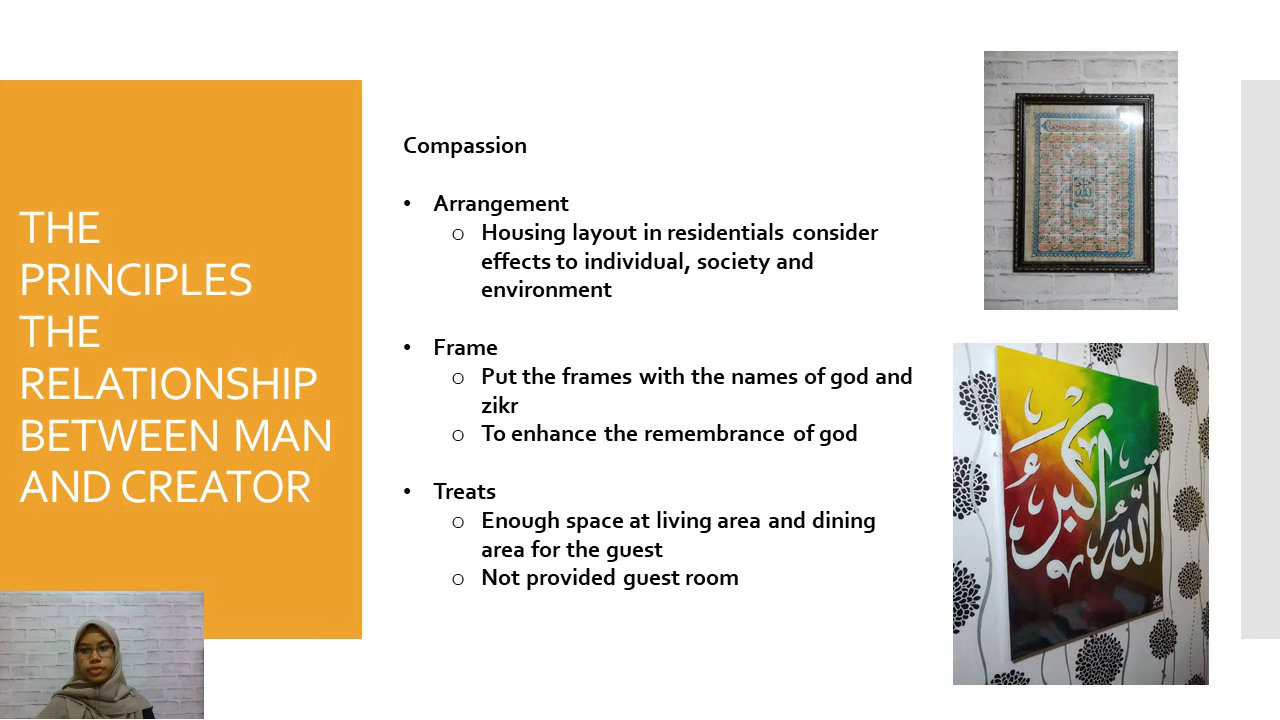 THE
PRINCIPLES
THE
RELATIONSHIP
BETWEEN MAN
AND CREATOR
Compassion
• Arrangement
o Housing layout in residentials consider
effects to individual, society and
environment
• Frame
o Put the frames with the names of god and
zikr
o To enhance the remembrance of god
• Treats
o Enough space at living area and dining
area for the guest
o Not provided guest room
الله أكبر